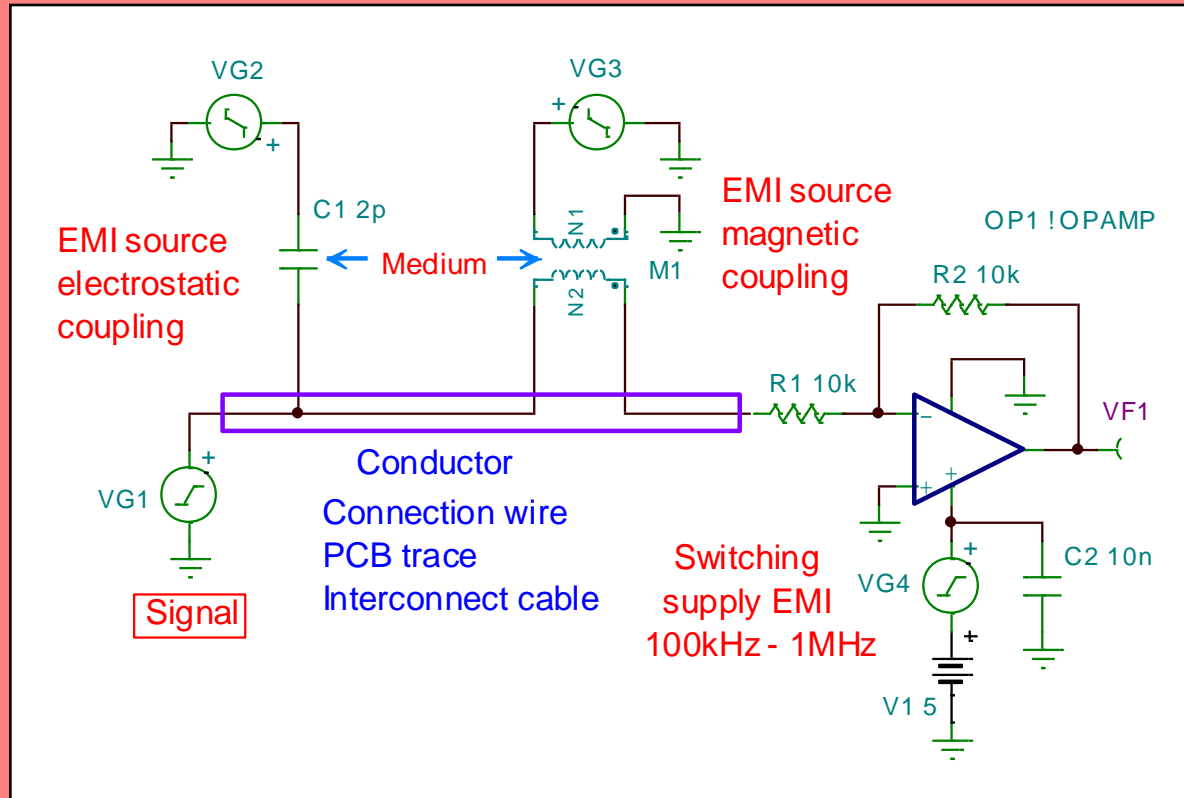 VG2
VG3
+
+
C1 2p
N1
EMI source
magnetic
coupling
OP1 !OPAMP
EMI source
electrostatic
coupling
Medium
N2
M1
R2 10k
R1 10k
VF1
+
VG1
Conductor
Connection wire
PCB trace
Interconnect cable
−
+
+
Switching
supply EMI
100kHz - 1MHz
+
VG4
C2 10n
Signal
+
V1 5